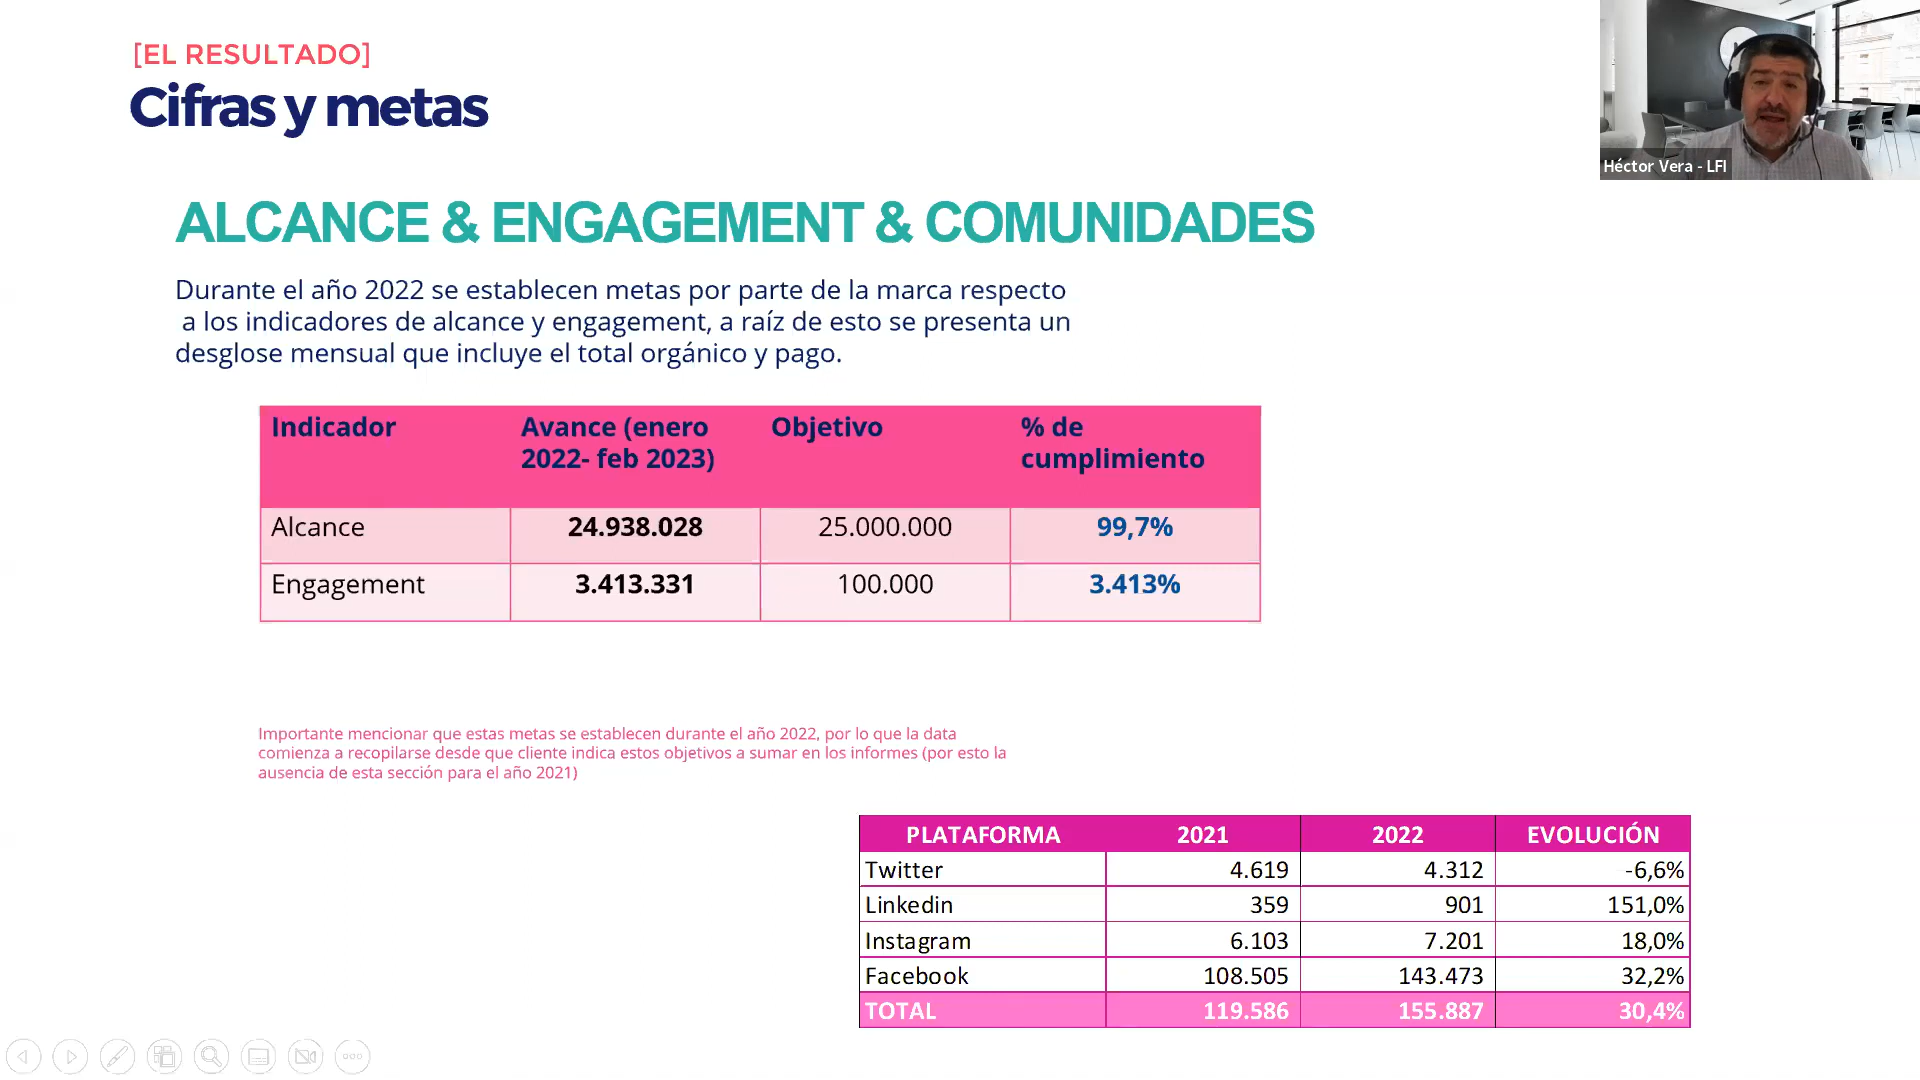 [EL RESULTADO]
Cifras y metas
Héctor Vera - LFI
ALCANCE & ENGAGEMENT & COMUNIDADES
Durante el año 2022 se establecen metas por parte de la marca respecto
a los indicadores de alcance y engagement, a raíz de esto se presenta un
desglose mensual que incluye el total orgánico y pago.
Indicador Avance (enero 2022- feb 2023) Objetivo % de cumplimiento
Alcance 24.938.028 25.000.000 99,7%
Engagement 3.413.331 100.000 3.413%
Importante mencionar que estas metas se establecen durante el año 2022, por lo que la data
comienza a recopilarse desde que cliente indica estos objetivos a sumar en los informes (por esto la
ausencia de esta sección para el año 2021)
PLATAFORMA 2021 2022 EVOLUCIÓN
Twitter 4.619 4.312 -6,6%
Linkedin 359 901 151,0%
Instagram 6.103 7.201 18,0%
Facebook 108.505 143.473 32,2%
TOTAL 119.586 155.887 30,4%